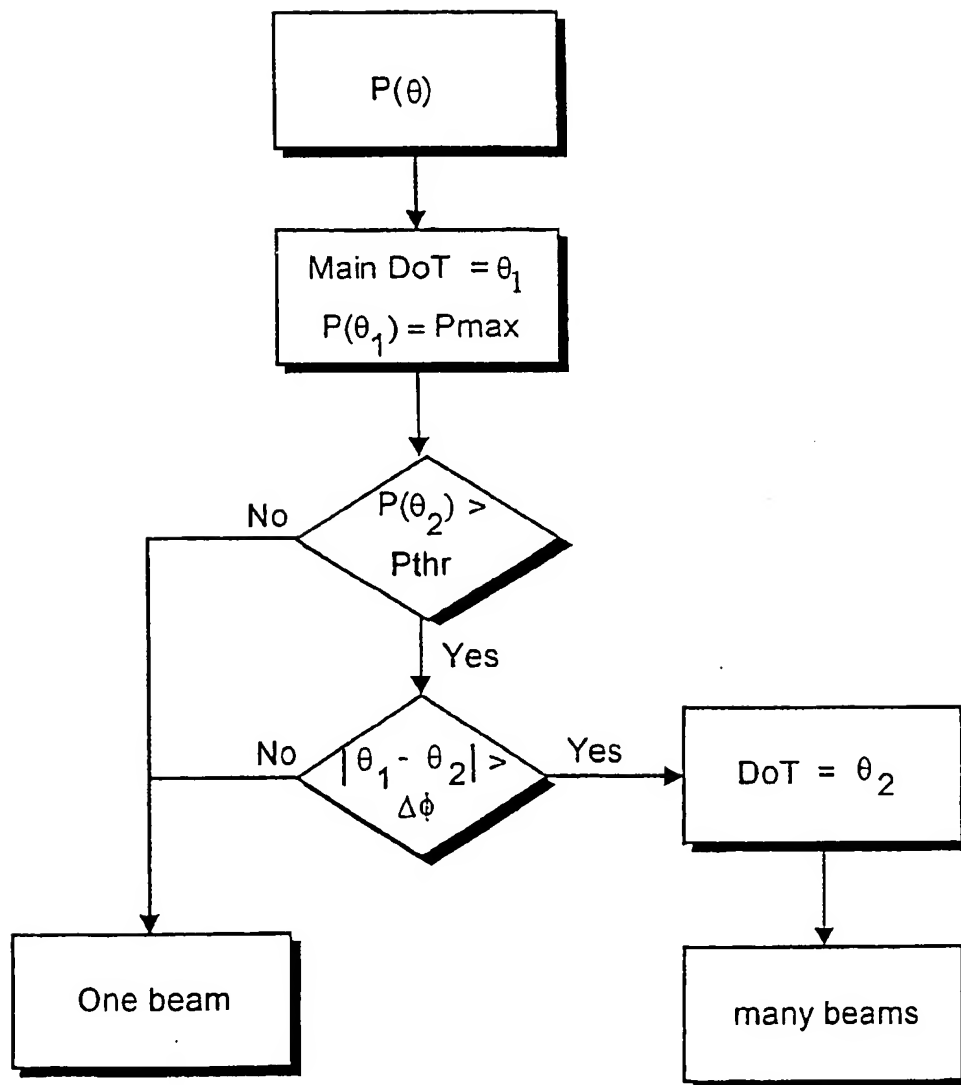 P(θ)
Main DoT = θ₁
P(θ₁) = Pmax
P(θ₂) >
Pthr
No
Yes
|θ₁ - θ₂| >
Δϕ
No
Yes
DoT = θ₂
One beam
many beams